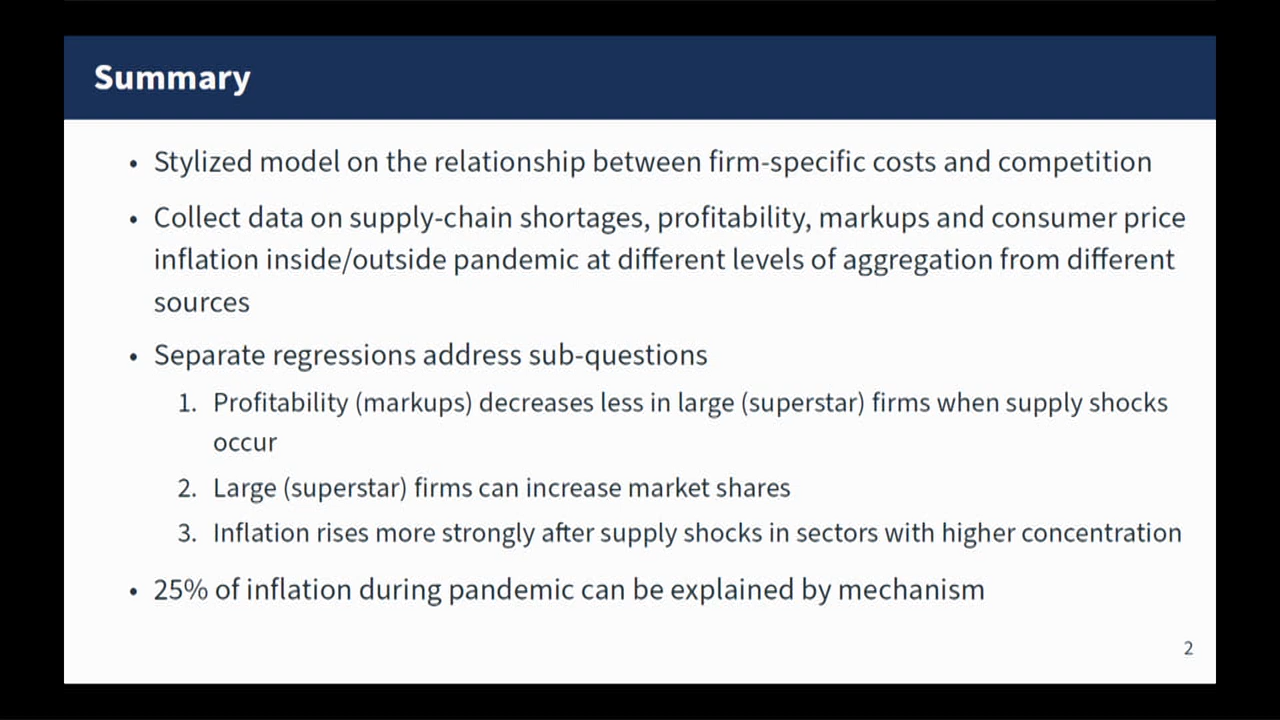 Summary
• Stylized model on the relationship between firm-specific costs and competition
• Collect data on supply-chain shortages, profitability, markups and consumer price
inflation inside/outside pandemic at different levels of aggregation from different
sources
• Separate regressions address sub-questions
1. Profitability (markups) decreases less in large (superstar) firms when supply shocks
occur
2. Large (superstar) firms can increase market shares
3. Inflation rises more strongly after supply shocks in sectors with higher concentration
• 25% of inflation during pandemic can be explained by mechanism
2